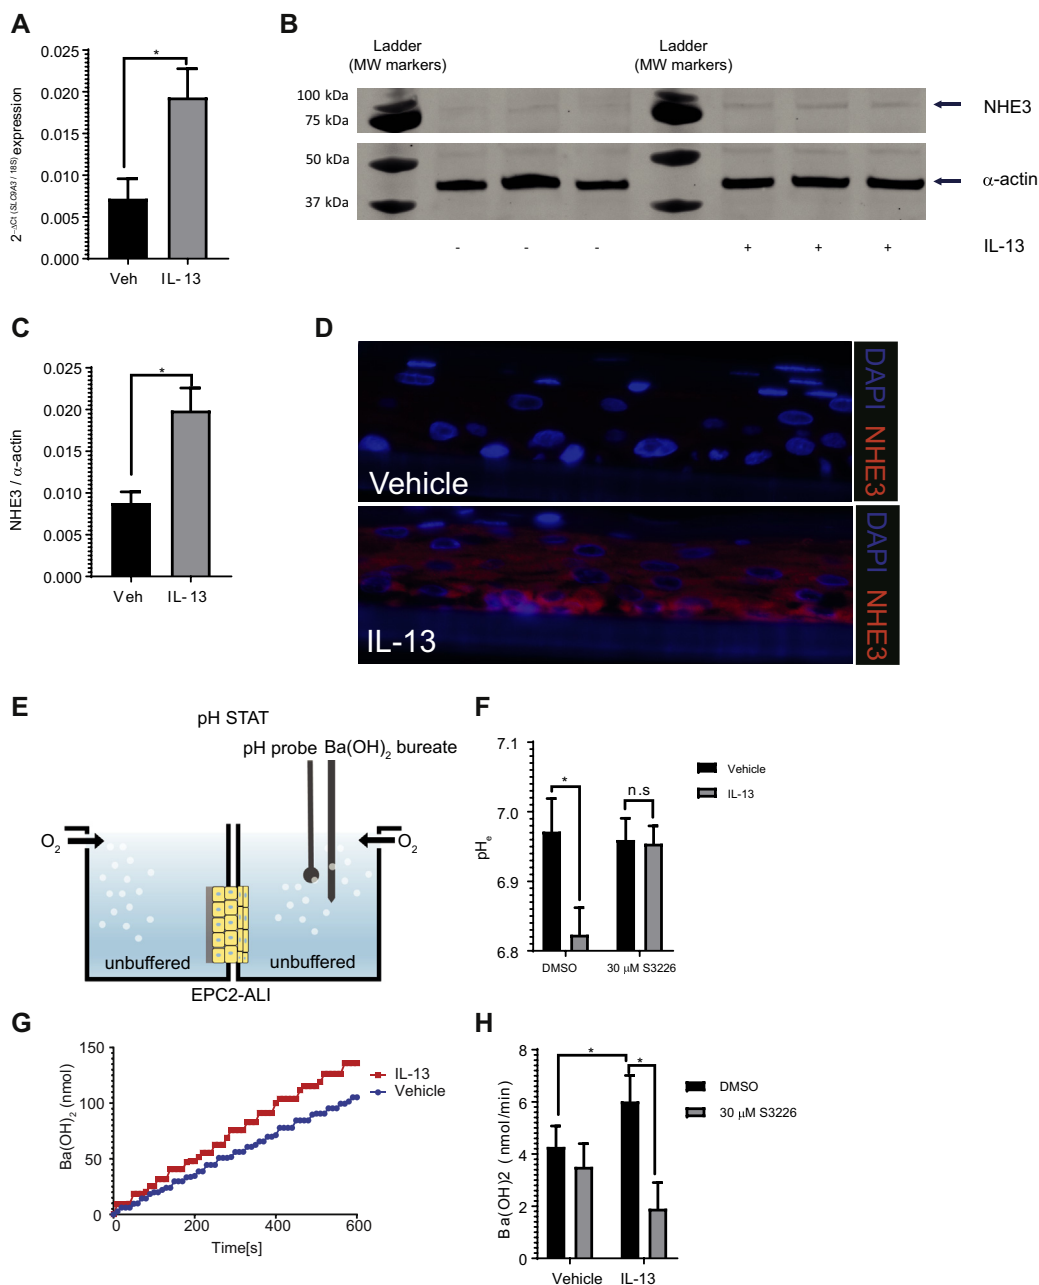 A
0.025
0.020
0.015
0.010
0.005
0.000
2-ΔCt (SLC9A3 / 18S) expression
*
Veh IL-13
B
Ladder
(MW markers)
Ladder
(MW markers)
100 kDa
75 kDa
50 kDa
37 kDa
NHE3
α-actin
- - - + + + IL-13
C
0.025
0.020
0.015
0.010
0.005
0.000
NHE3 / α-actin
*
Veh IL-13
D
Vehicle
DAPI NHE3
IL-13
DAPI NHE3
E
pH STAT
pH probe Ba(OH)2 bureate
O2
O2
unbuffered unbuffered
EPC2-ALI
F
7.1
7.0
6.9
6.8
pHe
*
n.s
Vehicle
IL-13
DMSO 30 μM S3226
G
150
100
50
0
Ba(OH)2 (nmol)
IL-13
Vehicle
0 200 400 600
Time[s]
H
8
6
4
2
0
Ba(OH)2 (nmol/min)
*
*
DMSO
30 μM S3226
Vehicle IL-13